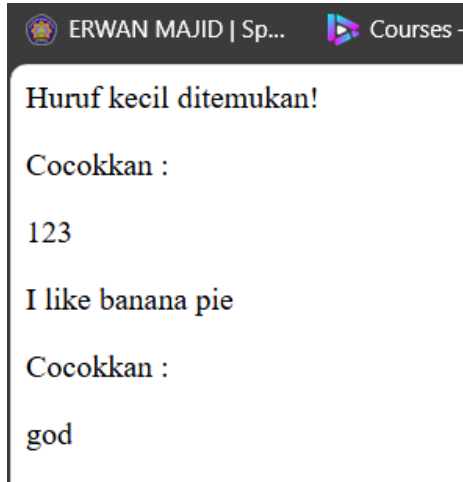 ERWAN MAJID | Sp... Courses -
Huruf kecil ditemukan!
Cocokkan :
123
I like banana pie
Cocokkan :
god